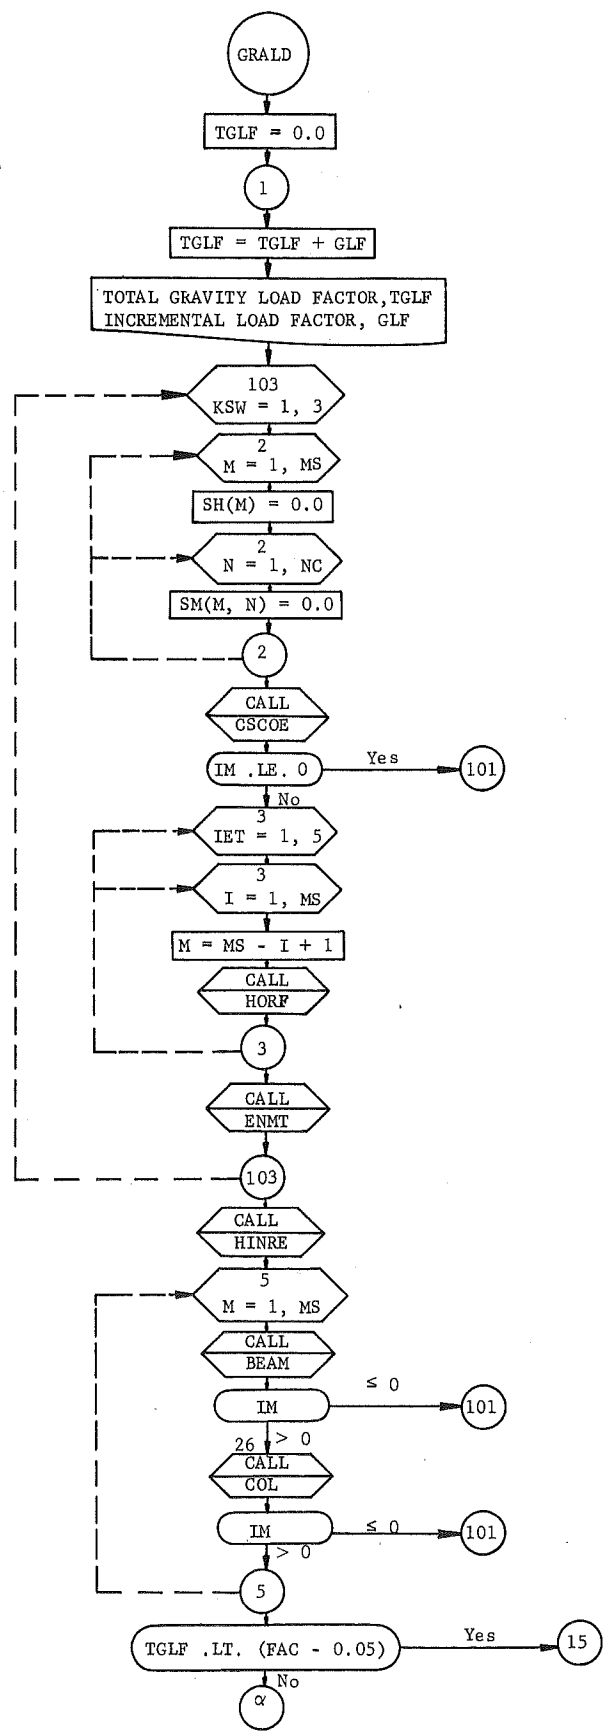 GRALD
TGLF = 0.0
1
TGLF = TGLF + GLF
TOTAL GRAVITY LOAD FACTOR,TGLF
INCREMENTAL LOAD FACTOR, GLF
103
KSW = 1, 3
2
M = 1, MS
SH(M) = 0.0
2
N = 1, NC
SM(M, N) = 0.0
2
CALL
CSCOE
IM .LE. 0
Yes
101
No
3
IET = 1, 5
3
I = 1, MS
M = MS - I + 1
CALL
HORF
3
CALL
ENMT
103
CALL
HINRE
5
M = 1, MS
CALL
BEAM
IM
≤ 0
101
> 0
26
CALL
COL
IM
≤ 0
101
> 0
5
TGLF .LT. (FAC - 0.05)
Yes
15
No
α